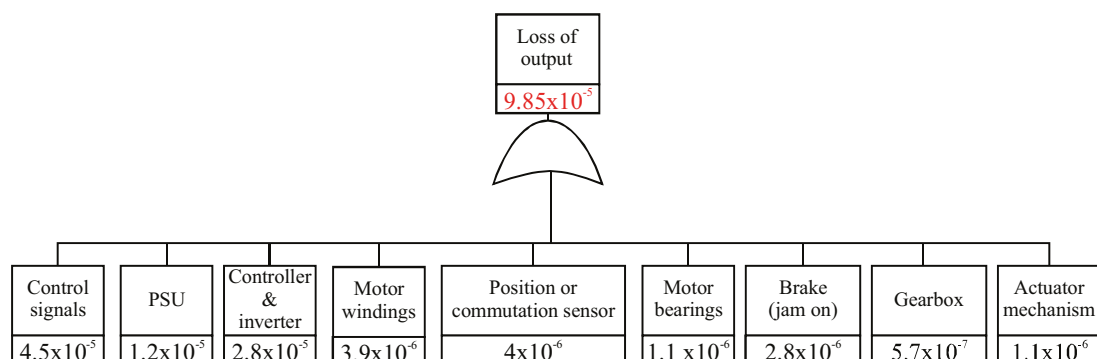 Loss of
output
9.85x10⁻⁵
Control
signals
4.5x10⁻⁵
PSU
1.2x10⁻⁵
Controller
&
inverter
2.8x10⁻⁵
Motor
windings
3.9x10⁻⁶
Position or
commutation sensor
4x10⁻⁶
Motor
bearings
1.1 x10⁻⁶
Brake
(jam on)
2.8x10⁻⁶
Gearbox
5.7x10⁻⁷
Actuator
mechanism
1.1x10⁻⁶